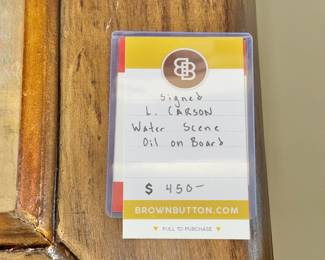 BB
Signed
L. CARSON
Water Scene
Oil on Board
$ 450-
BROWNBUTTON.COM
▼ PULL TO PURCHASE ▼